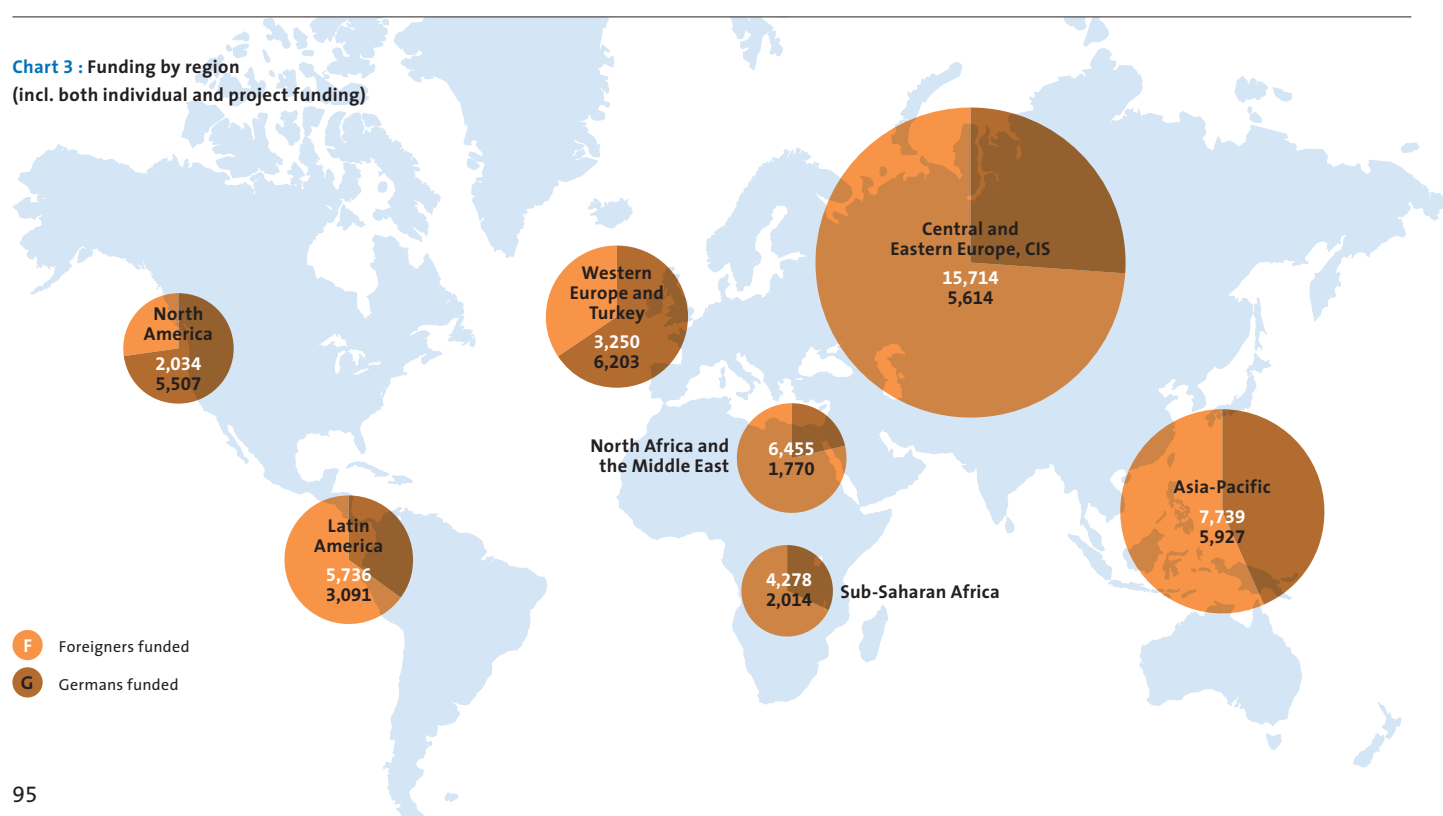 Chart 3 : Funding by region
(incl. both individual and project funding)
Central and
Eastern Europe, CIS
15,714
5,614
Western
Europe and
Turkey
3,250
6,203
North
America
2,034
5,507
North Africa and
the Middle East
6,455
1,770
Asia-Pacific
7,739
5,927
Latin
America
5,736
3,091
4,278
2,014
Sub-Saharan Africa
F Foreigners funded
G Germans funded
95